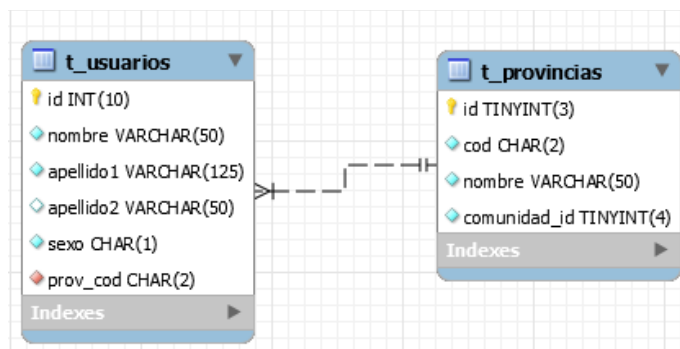 t_usuarios
id INT(10)
nombre VARCHAR(50)
apellido1 VARCHAR(125)
apellido2 VARCHAR(50)
sexo CHAR(1)
prov_cod CHAR(2)
Indexes
t_provincias
id TINYINT(3)
cod CHAR(2)
nombre VARCHAR(50)
comunidad_id TINYINT(4)
Indexes